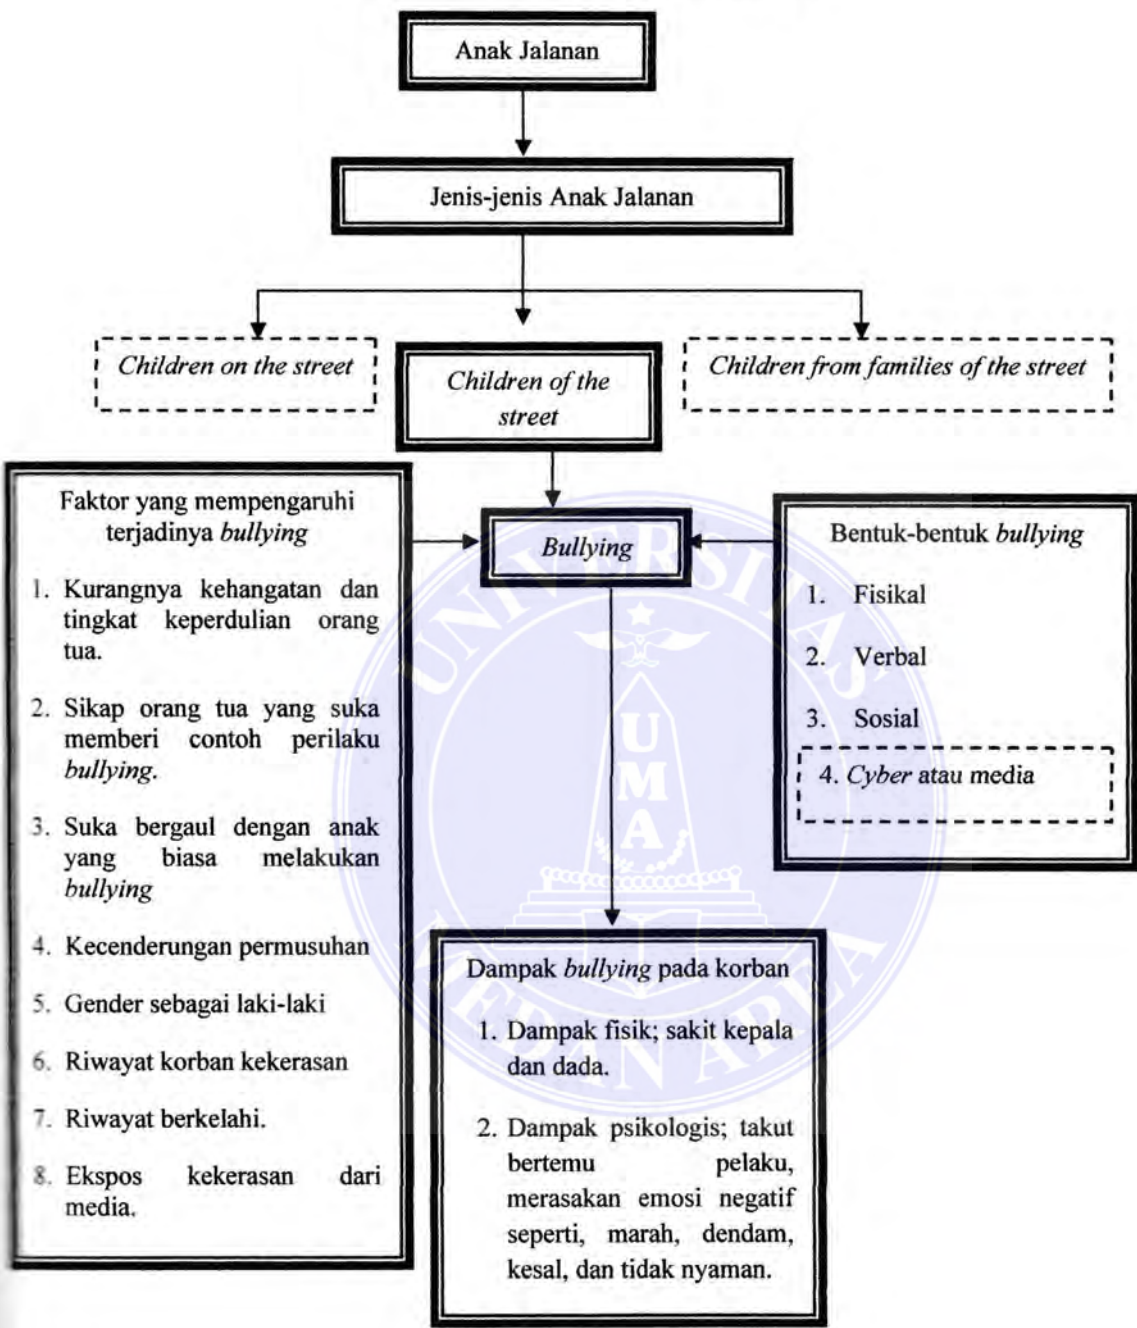 Anak Jalanan
Jenis-jenis Anak Jalanan
Children on the street
Children of the
street
Children from families of the street
Faktor yang mempengaruhi
terjadinya bullying
1. Kurangnya kehangatan dan
tingkat keperdulian orang
tua.
2. Sikap orang tua yang suka
memberi contoh perilaku
bullying.
3. Suka bergaul dengan anak
yang biasa melakukan
bullying
4. Kecenderungan permusuhan
5. Gender sebagai laki-laki
6. Riwayat korban kekerasan
7. Riwayat berkelahi.
8. Ekspos kekerasan dari
media.
Bullying
Bentuk-bentuk bullying
1. Fisikal
2. Verbal
3. Sosial
4. Cyber atau media
Dampak bullying pada korban
1. Dampak fisik; sakit kepala
dan dada.
2. Dampak psikologis; takut
bertemu pelaku,
merasakan emosi negatif
seperti, marah, dendam,
kesal, dan tidak nyaman.
UNIVERSITAS
UMA
MEDAN AREA